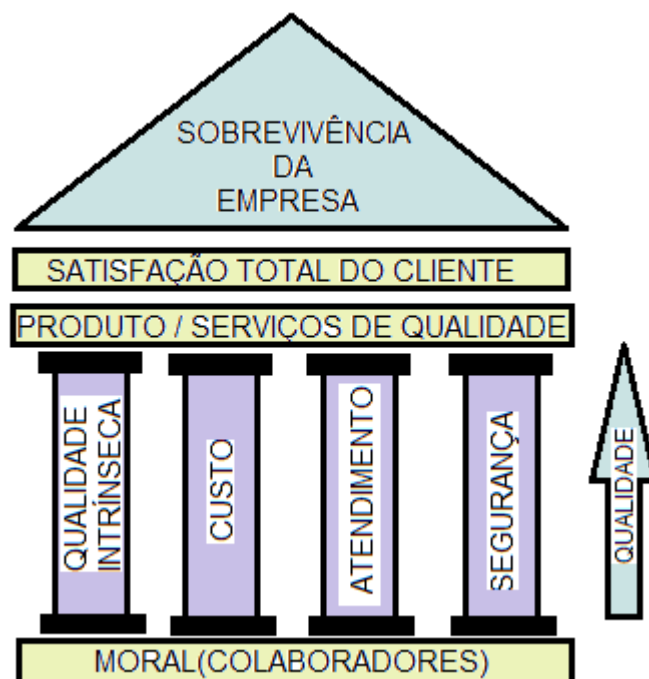 SOBREVIVÊNCIA
DA
EMPRESA
SATISFAÇÃO TOTAL DO CLIENTE
PRODUTO / SERVIÇOS DE QUALIDADE
QUALIDADE
INTRÍNSECA
CUSTO
ATENDIMENTO
SEGURANÇA
QUALIDADE
MORAL(COLABORADORES)